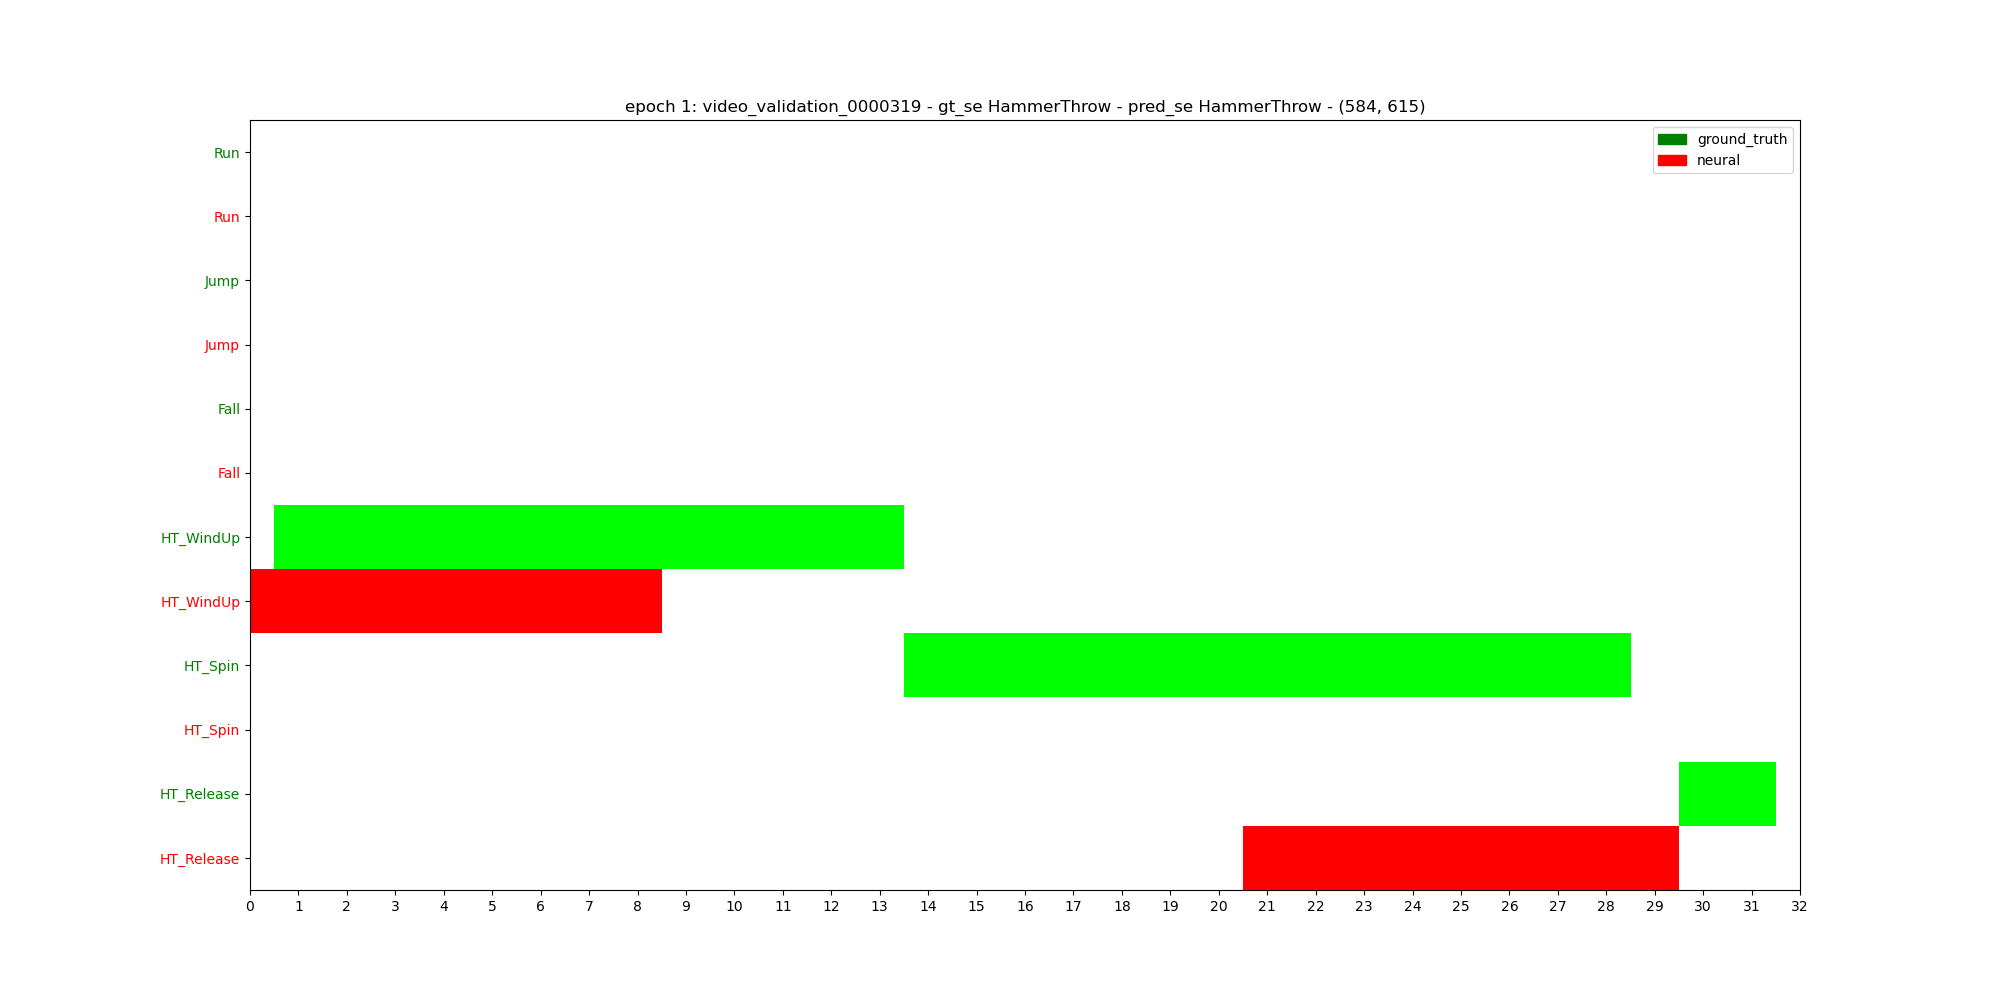 epoch 1: video_validation_0000319 - gt_se HammerThrow - pred_se HammerThrow - (584, 615)
ground_truth
neural
Run
Run
Jump
Jump
Fall
Fall
HT_WindUp
HT_WindUp
HT_Spin
HT_Spin
HT_Release
HT_Release
0 1 2 3 4 5 6 7 8 9 10 11 12 13 14 15 16 17 18 19 20 21 22 23 24 25 26 27 28 29 30 31 32